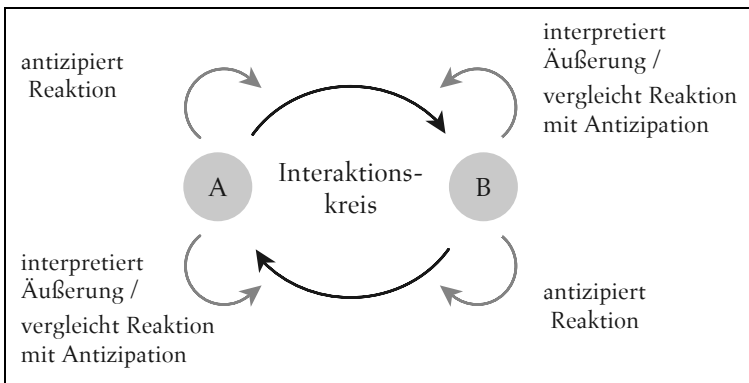 antizipiert
Reaktion
interpretiert
Äußerung /
vergleicht Reaktion
mit Antizipation
A
Interaktions-
kreis
B
interpretiert
Äußerung /
vergleicht Reaktion
mit Antizipation
antizipiert
Reaktion